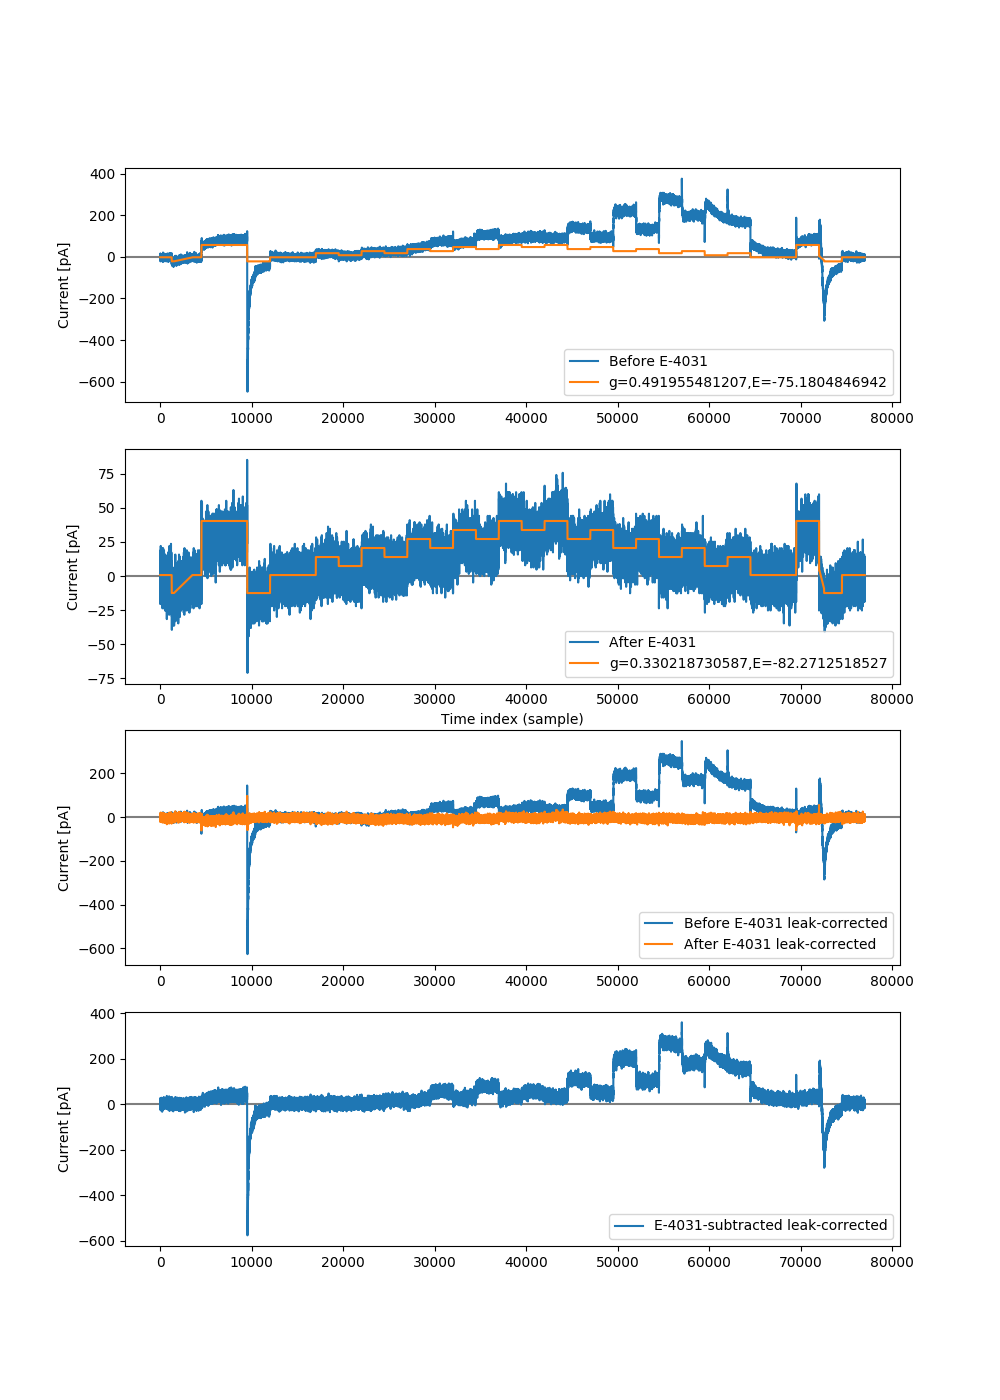 400
200
0
−200
−400
−600
Current [pA]
Before E-4031
g=0.491955481207,E=-75.1804846942
0 10000 20000 30000 40000 50000 60000 70000 80000
75
50
25
0
−25
−50
−75
Current [pA]
After E-4031
g=0.330218730587,E=-82.2712518527
0 10000 20000 30000 40000 50000 60000 70000 80000
Time index (sample)
200
0
−200
−400
−600
Current [pA]
Before E-4031 leak-corrected
After E-4031 leak-corrected
0 10000 20000 30000 40000 50000 60000 70000 80000
400
200
0
−200
−400
−600
Current [pA]
E-4031-subtracted leak-corrected
0 10000 20000 30000 40000 50000 60000 70000 80000